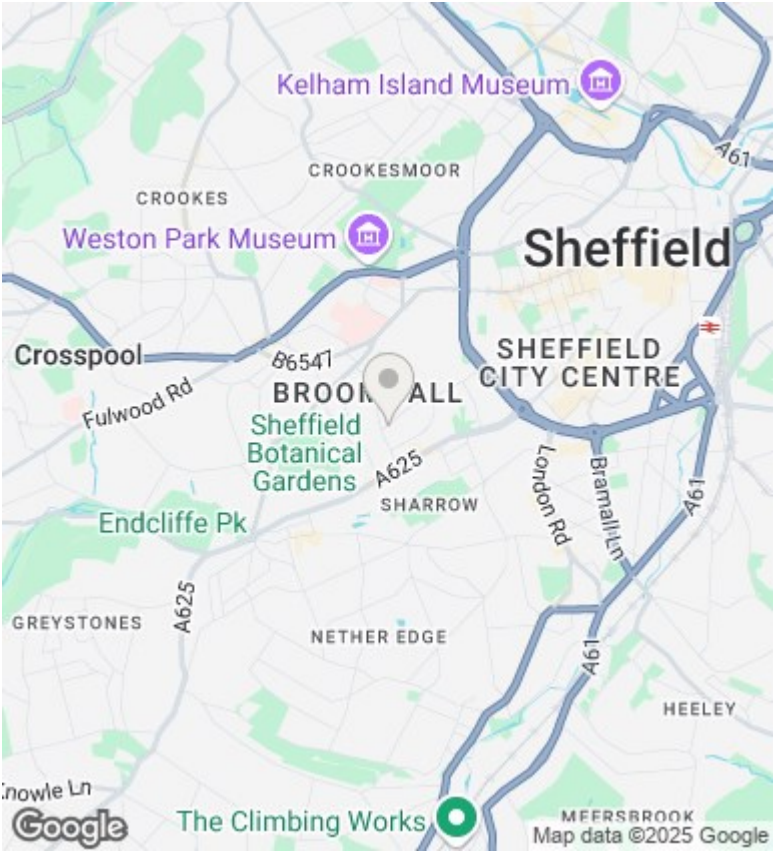 Kelham Island Museum
A61
CROOKESMOOR
CROOKES
Weston Park Museum
Sheffield
Crosspool
B6547
SHEFFIELD
CITY CENTRE
Fulwood Rd
BROOM ALL
Sheffield
Botanical
Gardens
A625
London Rd
Bramall Ln
A61
SHARROW
Endcliffe Pk
A625
GREYSTONES
NETHER EDGE
A61
HEELEY
Knowle Ln
The Climbing Works
MEERSBROOK
Google
Map data ©2025 Google